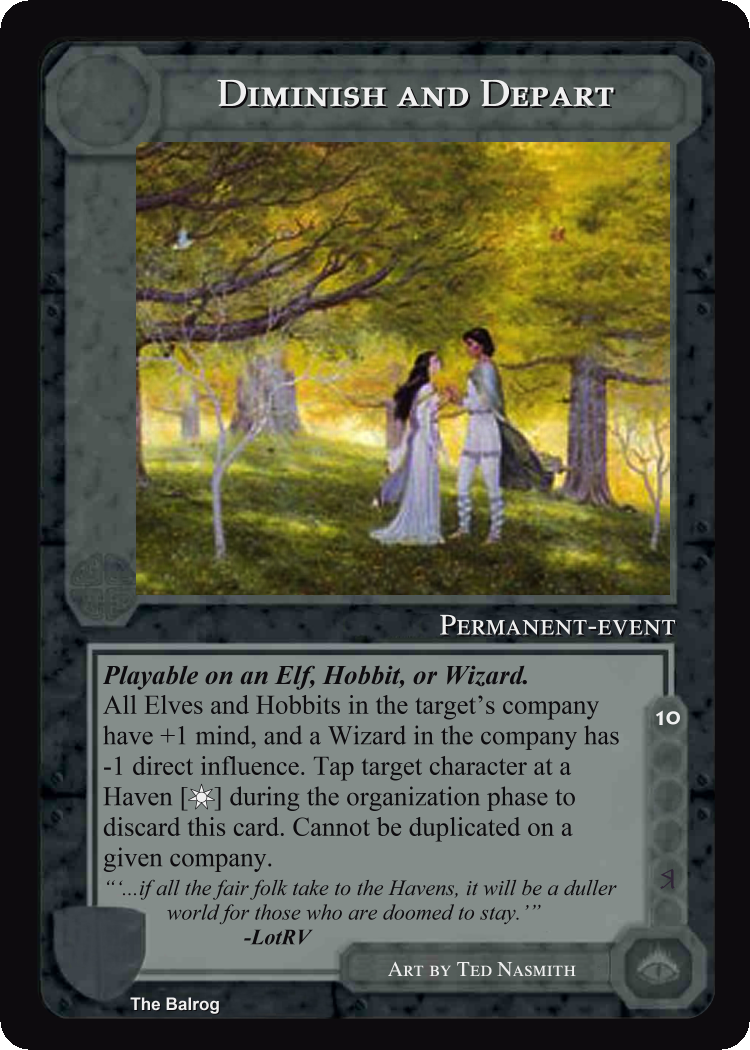 Diminish and Depart
Permanent-event
Playable on an Elf, Hobbit, or Wizard.
All Elves and Hobbits in the target's company
have +1 mind, and a Wizard in the company has
-1 direct influence. Tap target character at a
Haven [☀] during the organization phase to
discard this card. Cannot be duplicated on a
given company.
"'...if all the fair folk take to the Havens, it will be a duller
world for those who are doomed to stay.'"
-LotRV
10
Art by Ted Nasmith
The Balrog